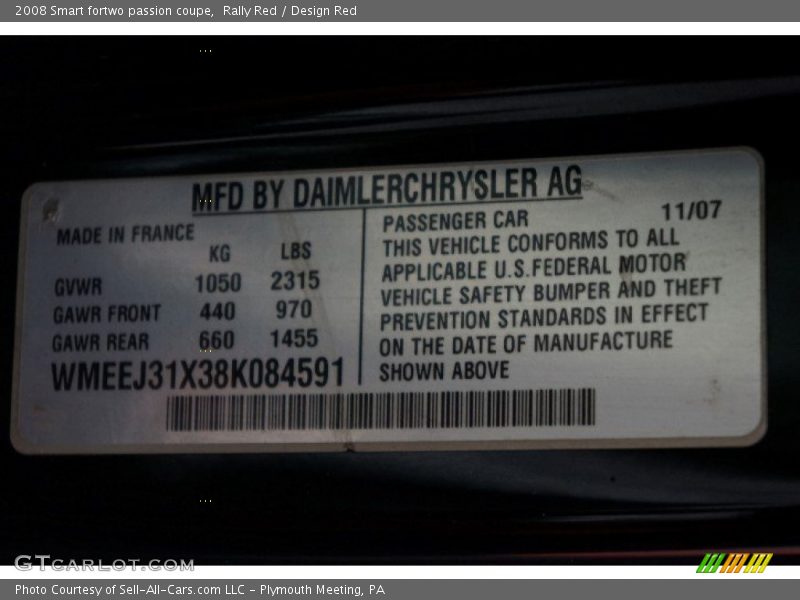 2008 Smart fortwo passion coupe,  Rally Red / Design Red
MFD BY DAIMLERCHRYSLER AG
MADE IN FRANCE
KG LBS
GVWR 1050 2315
GAWR FRONT 440 970
GAWR REAR 660 1455
WMEEJ31X38K084591
PASSENGER CAR 11/07
THIS VEHICLE CONFORMS TO ALL
APPLICABLE U.S.FEDERAL MOTOR
VEHICLE SAFETY BUMPER AND THEFT
PREVENTION STANDARDS IN EFFECT
ON THE DATE OF MANUFACTURE
SHOWN ABOVE
GTCARLOT.COM
Photo Courtesy of Sell-All-Cars.com LLC - Plymouth Meeting, PA